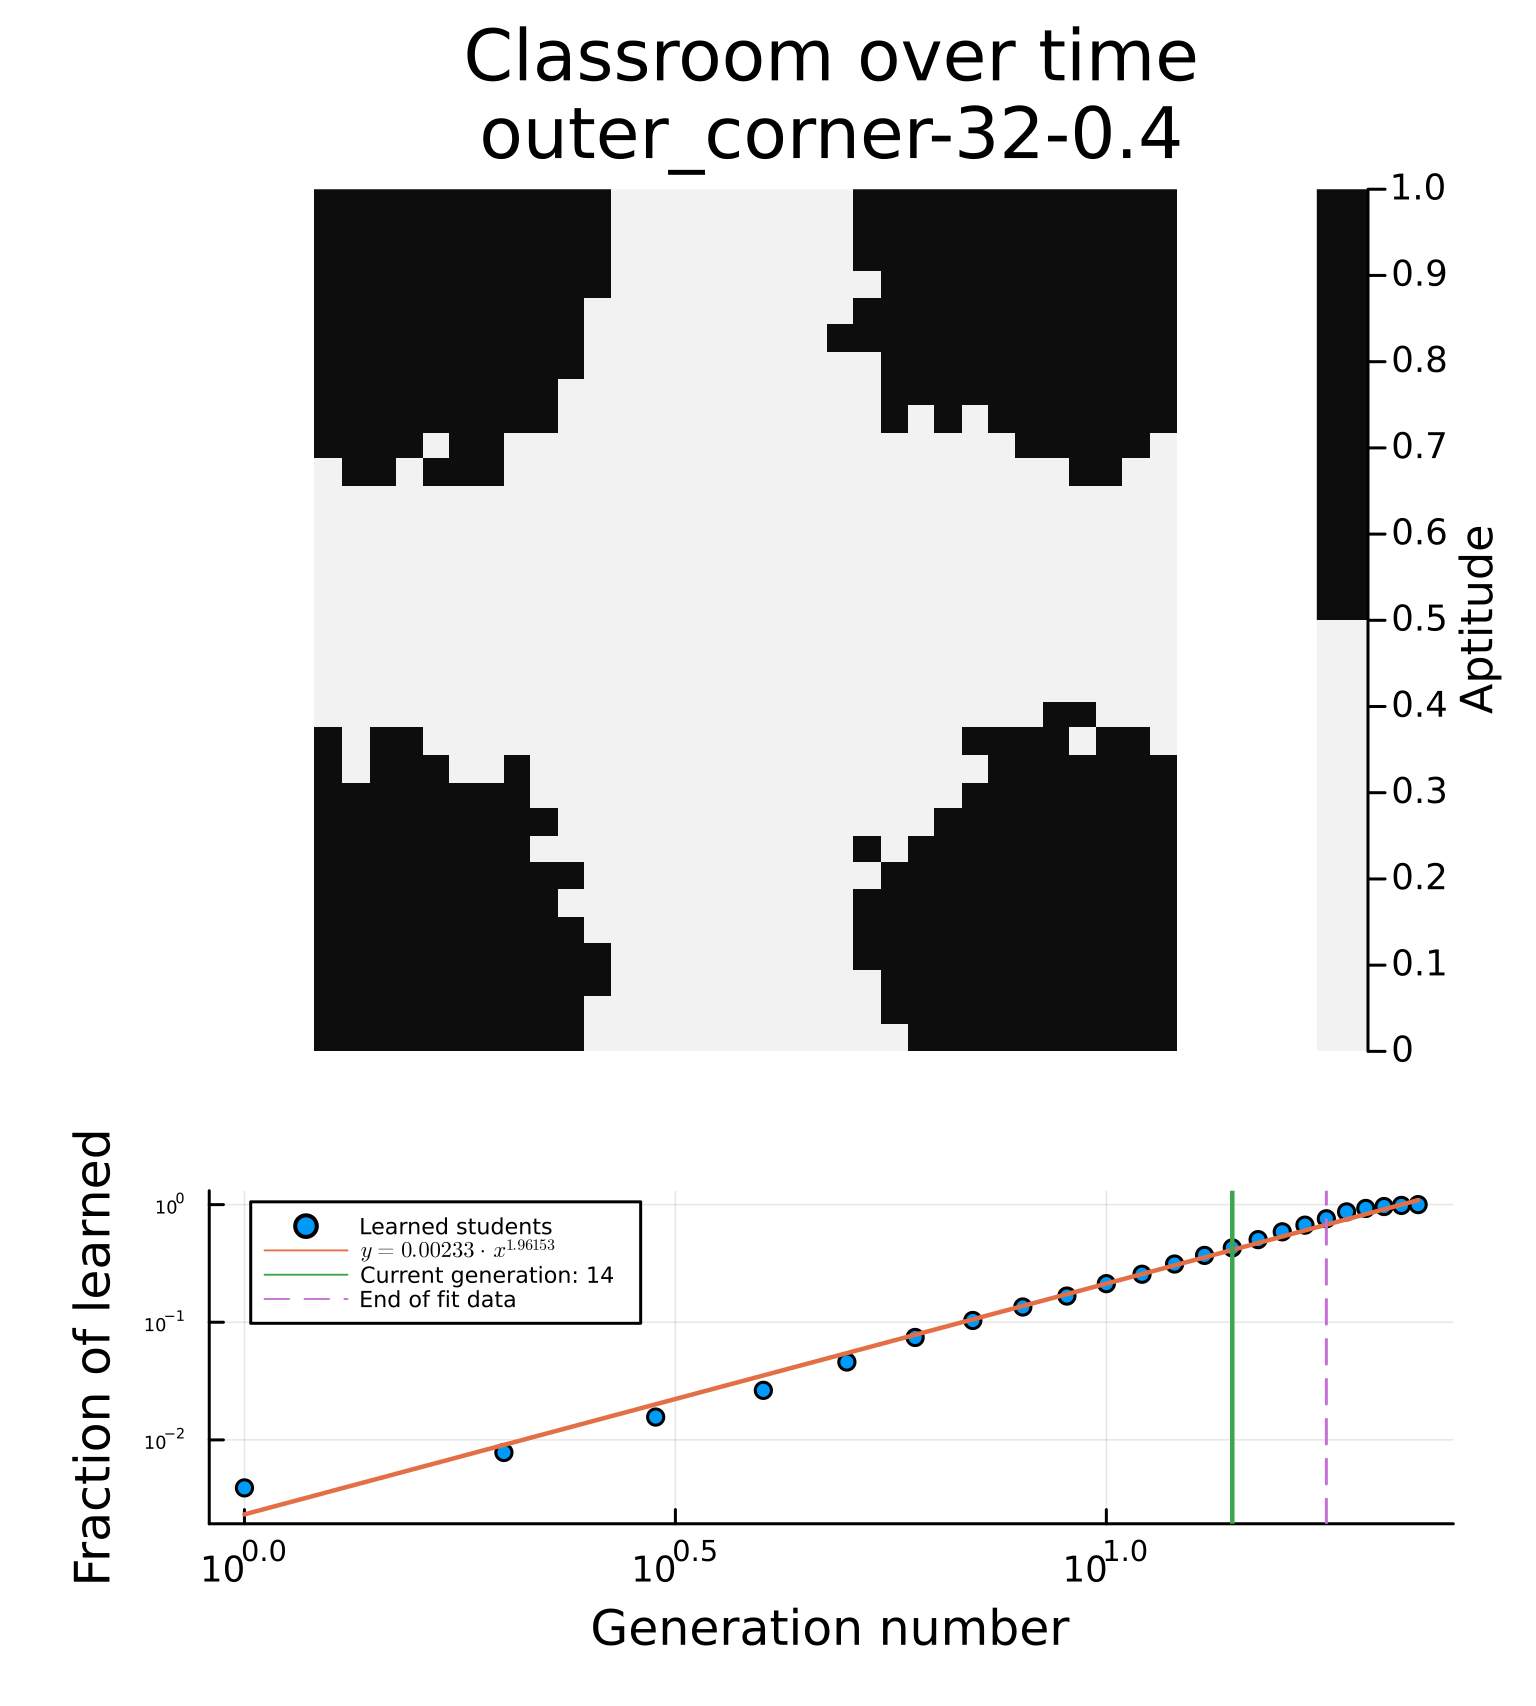 Classroom over time
outer_corner-32-0.4
1.0
0.9
0.8
0.7
0.6
0.5
0.4
0.3
0.2
0.1
0
Aptitude
Fraction of learned
10^0
10^-1
10^-2
Learned students
y = 0.00233 · x^1.96153
Current generation: 14
End of fit data
10^0.0
10^0.5
10^1.0
Generation number